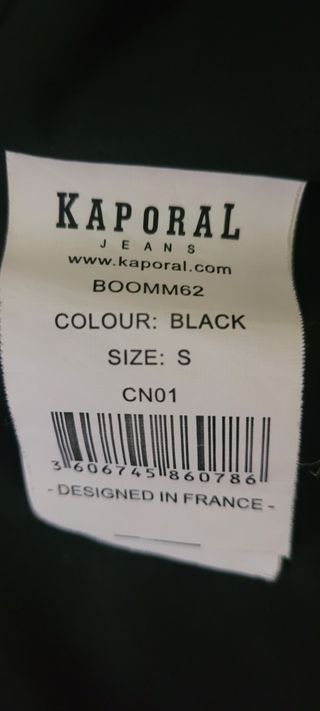 KAPORAL
JEANS
www.kaporal.com
BOOMM62
COLOUR: BLACK
SIZE: S
CN01
3 606745 860786
- DESIGNED IN FRANCE -